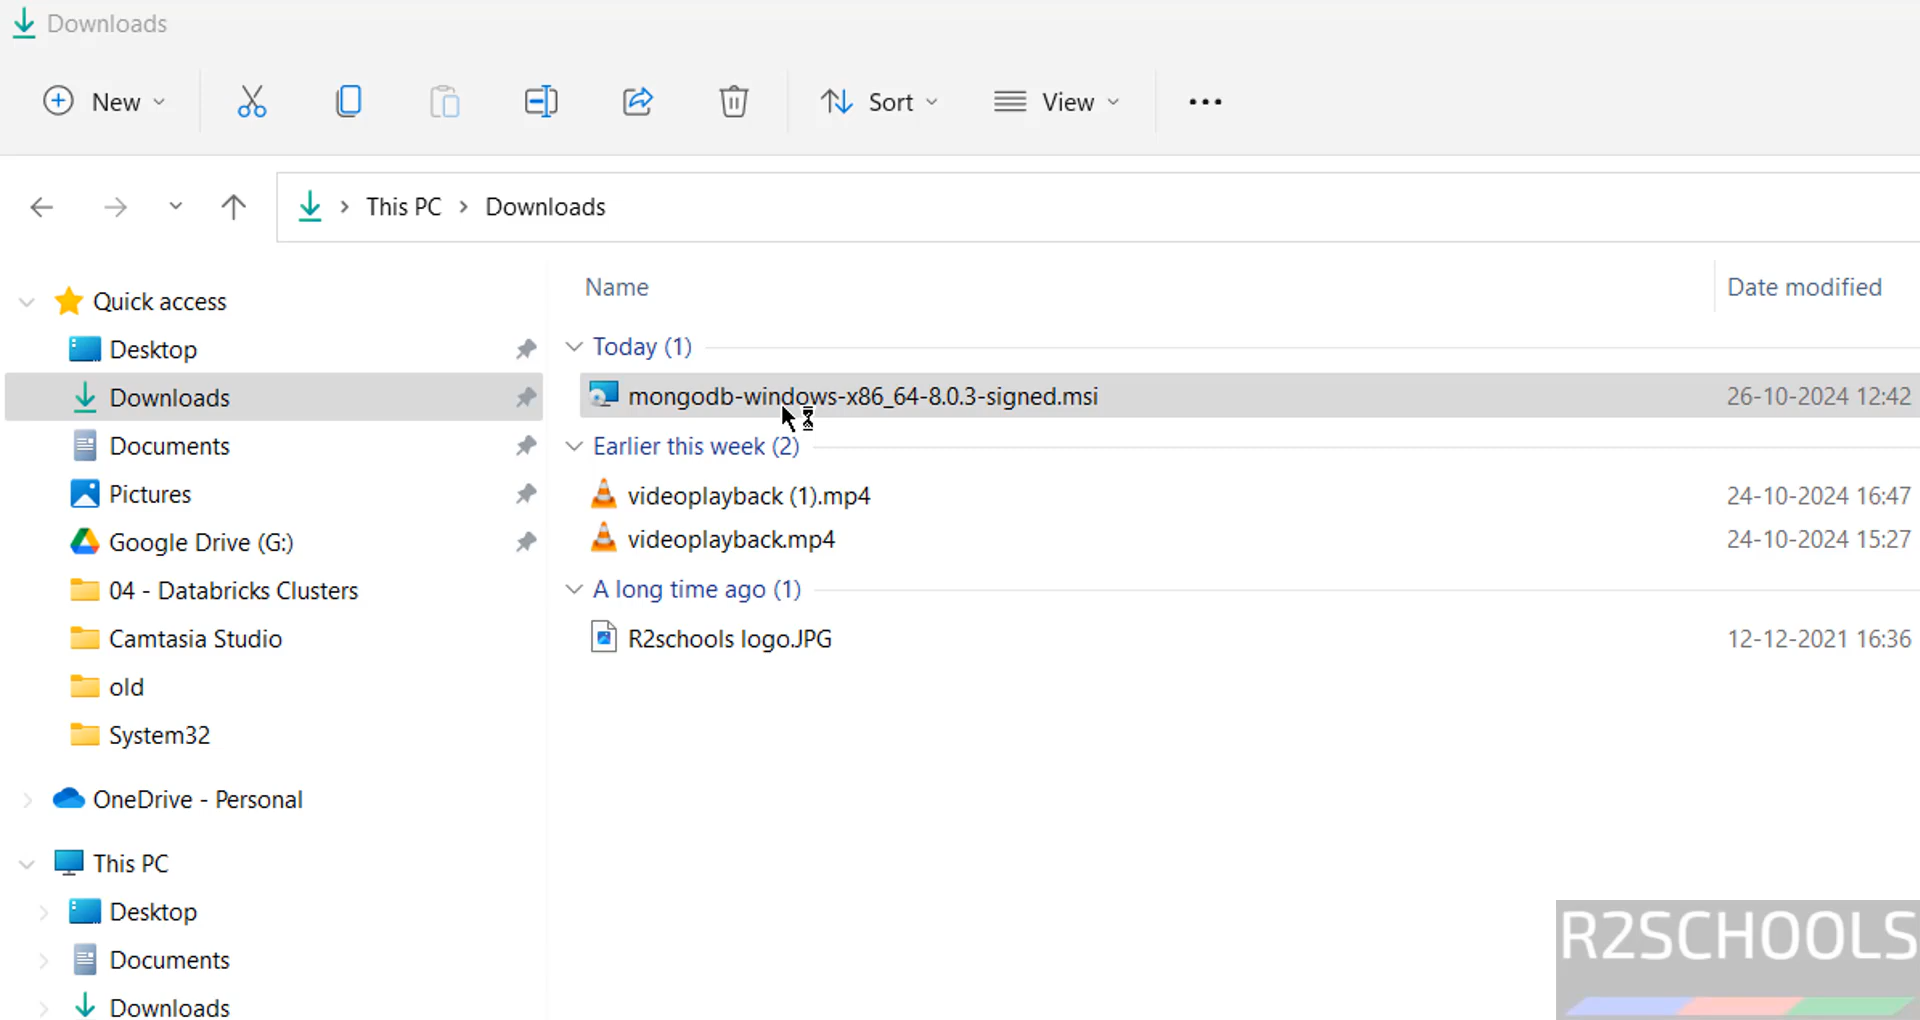 Downloads
New
Sort
View
This PC
Downloads
Name
Date modified
Quick access
Desktop
Downloads
Documents
Pictures
Google Drive (G:)
04 - Databricks Clusters
Camtasia Studio
old
System32
OneDrive - Personal
This PC
Desktop
Documents
Downloads
Today (1)
mongodb-windows-x86_64-8.0.3-signed.msi 26-10-2024 12:42
Earlier this week (2)
videoplayback (1).mp4 24-10-2024 16:47
videoplayback.mp4 24-10-2024 15:27
A long time ago (1)
R2schools logo.JPG 12-12-2021 16:36
R2SCHOOLS